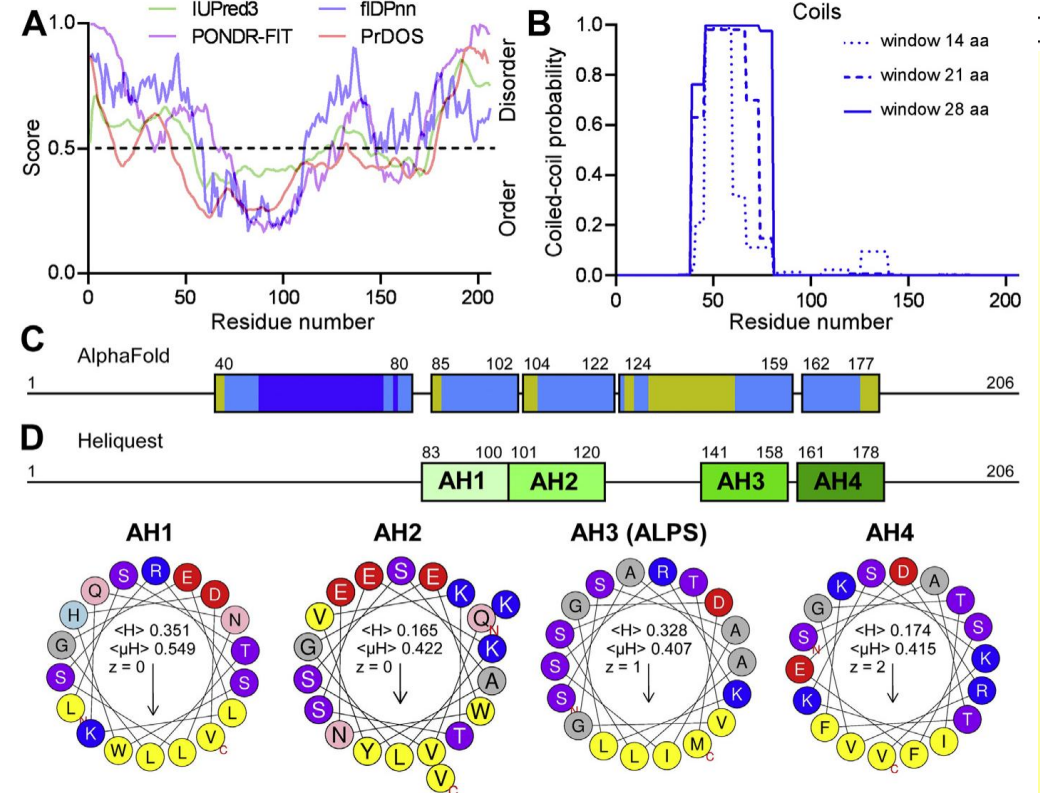 A
IUPred3
fIDPnn
PONDR-FIT
PrDOS
1.0
0.5
0.0
Score
Disorder
Order
0
50
100
150
200
Residue number
B
Coils
window 14 aa
window 21 aa
window 28 aa
1.0
0.8
0.6
0.4
0.2
0.0
Coiled-coil probability
0
50
100
150
200
Residue number
C
AlphaFold
1
40
80
85
102
104
122
124
159
162
177
206
D
Heliquest
1
83
100
101
120
141
158
161
178
206
AH1
AH2
AH3
AH4
AH1
AH2
AH3 (ALPS)
AH4
Q S R E D N T S L V C L L W K L N S G H
<H> 0.351
<µH> 0.549
z = 0
V E E S E K K Q N K A W T V V C L Y N S S G
<H> 0.165
<µH> 0.422
z = 0
G S A R T D A A K V M C I L L G S N S S
<H> 0.328
<µH> 0.407
z = 1
G K S D A T S K R T I F V C V F K E S N
<H> 0.174
<µH> 0.415
z = 2